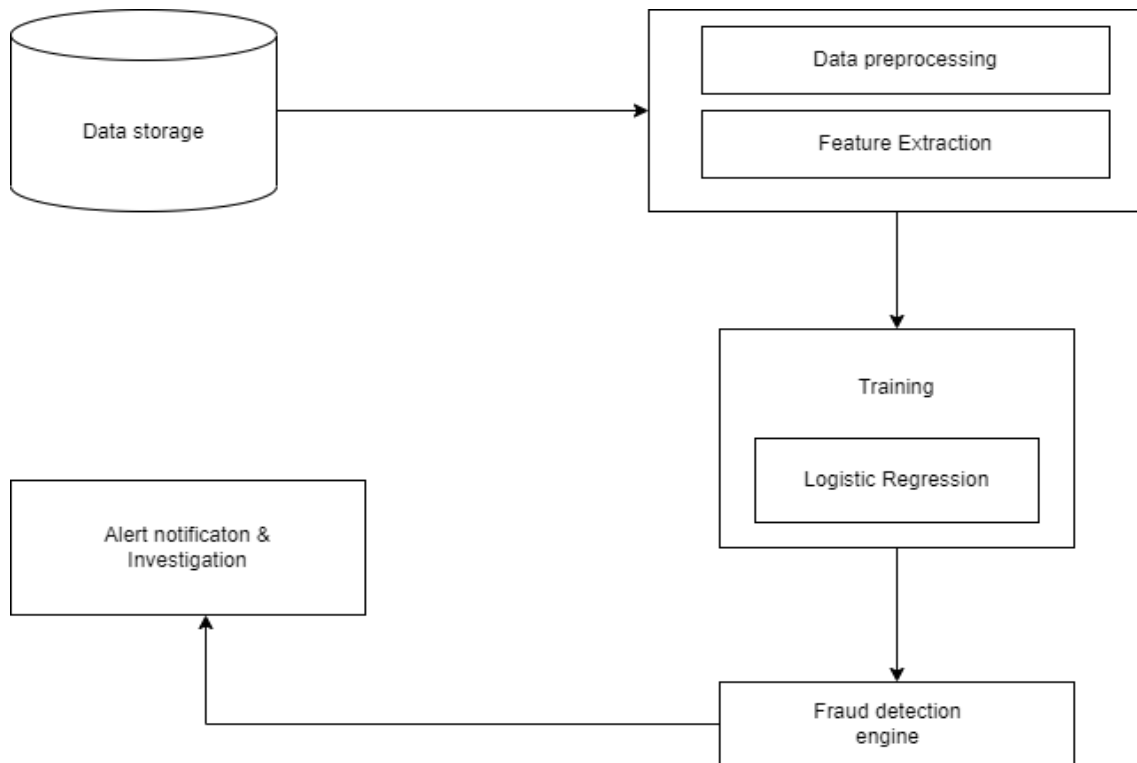 Data storage
Data preprocessing
Feature Extraction
Training
Logistic Regression
Alert notificaton &
Investigation
Fraud detection
engine